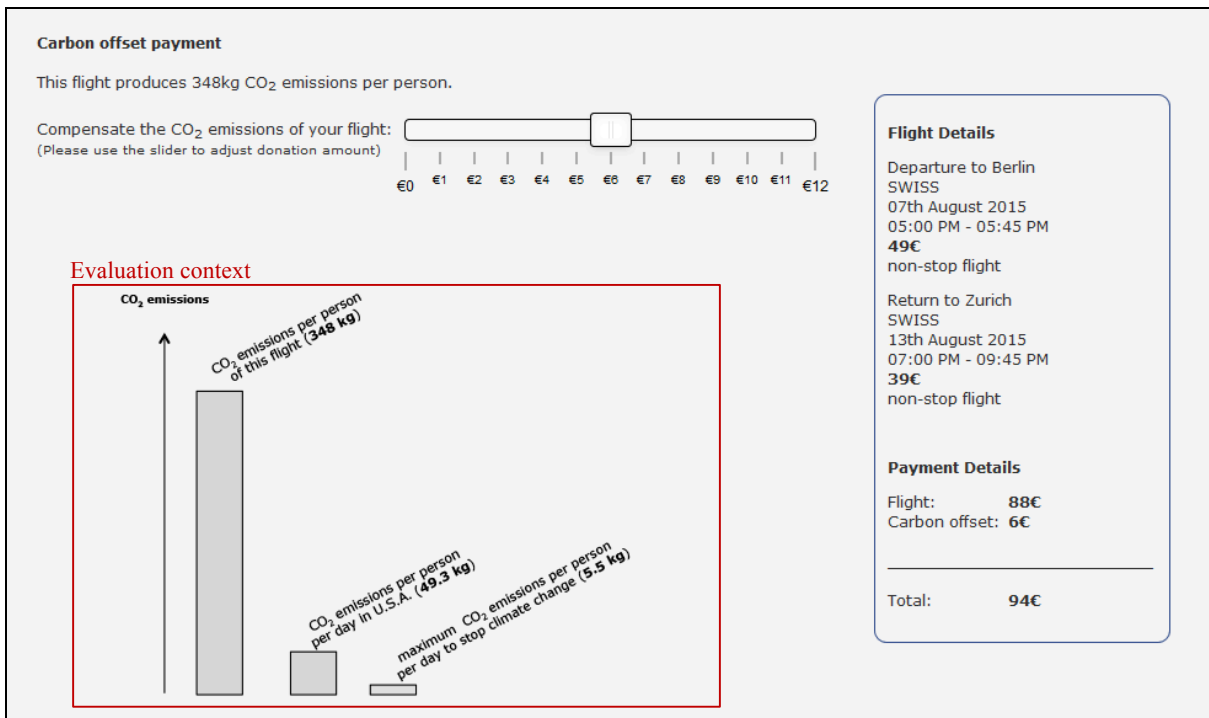 Carbon offset payment
This flight produces 348kg CO₂ emissions per person.
Compensate the CO₂ emissions of your flight:
(Please use the slider to adjust donation amount)
€0 €1 €2 €3 €4 €5 €6 €7 €8 €9 €10 €11 €12
Evaluation context
CO₂ emissions
CO₂ emissions per person
of this flight (348 kg)
CO₂ emissions per person
per day in U.S.A. (49.3 kg)
maximum CO₂ emissions per person
per day to stop climate change (5.5 kg)
Flight Details
Departure to Berlin
SWISS
07th August 2015
05:00 PM - 05:45 PM
49€
non-stop flight
Return to Zurich
SWISS
13th August 2015
07:00 PM - 09:45 PM
39€
non-stop flight
Payment Details
Flight: 88€
Carbon offset: 6€
Total: 94€